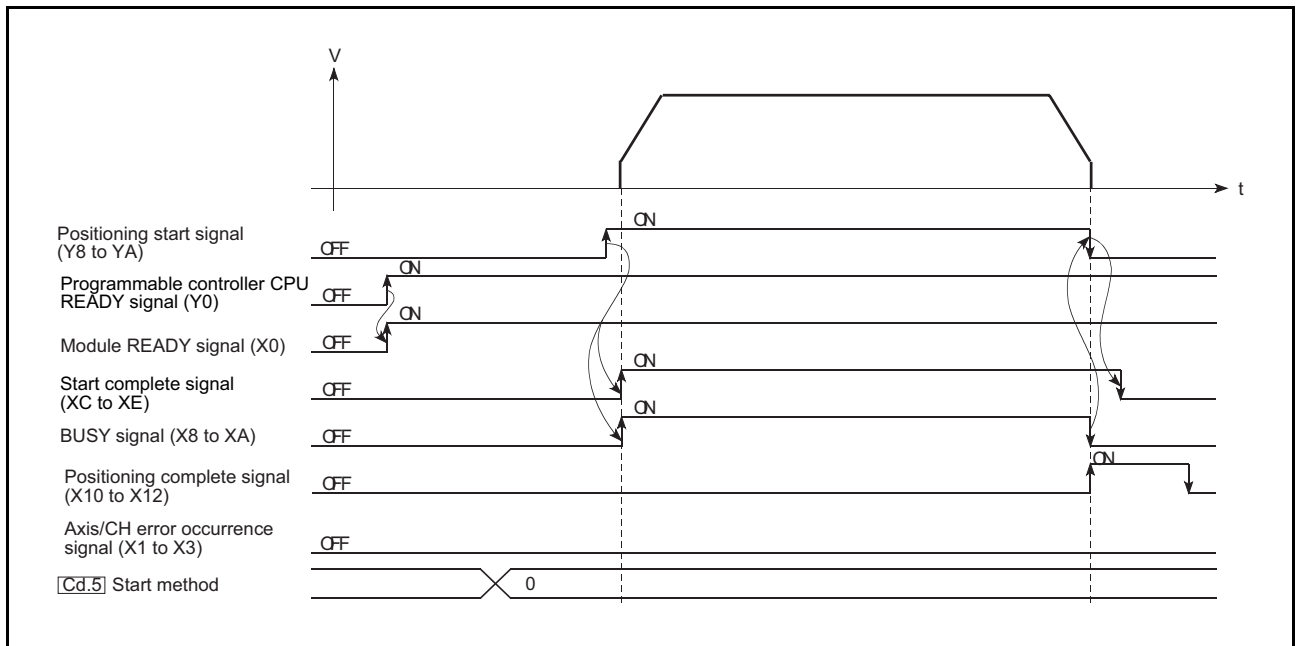 V
t
Positioning start signal
(Y8 to YA)
OFF
ON
Programmable controller CPU
READY signal (Y0)
OFF
ON
Module READY signal (X0)
OFF
ON
Start complete signal
(XC to XE)
OFF
ON
BUSY signal (X8 to XA)
OFF
ON
Positioning complete signal
(X10 to X12)
OFF
ON
Axis/CH error occurrence
signal (X1 to X3)
OFF
Cd.5 Start method
0